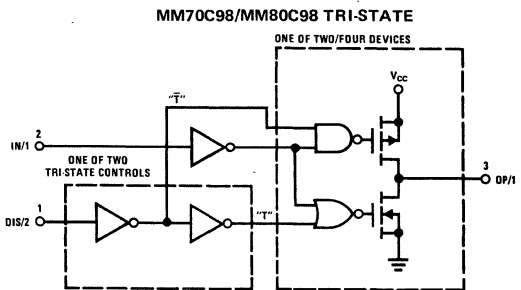 MM70C98/MM80C98 TRI-STATE
ONE OF TWO/FOUR DEVICES
VCC
"T̅"
2
IN/1
ONE OF TWO
TRI-STATE CONTROLS
3
OP/1
1
DIS/2
"T"